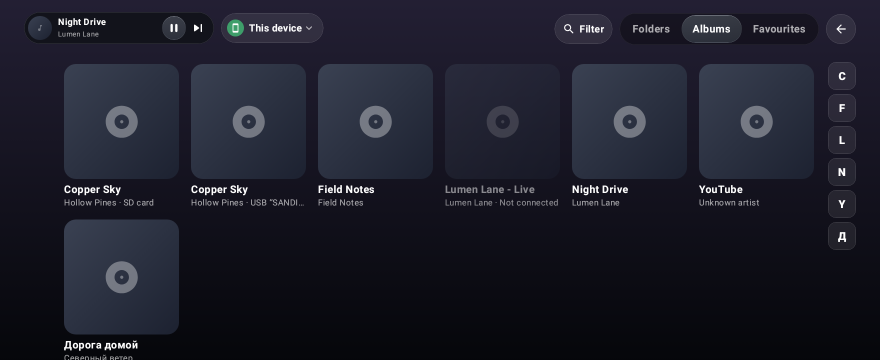 Night Drive
Lumen Lane
This device
Filter
Folders
Albums
Favourites
C
F
L
N
Y
Д
Copper Sky
Hollow Pines · SD card
Copper Sky
Hollow Pines · USB "SANDI…
Field Notes
Field Notes
Lumen Lane - Live
Lumen Lane · Not connected
Night Drive
Lumen Lane
YouTube
Unknown artist
Дорога домой
Северный ветер